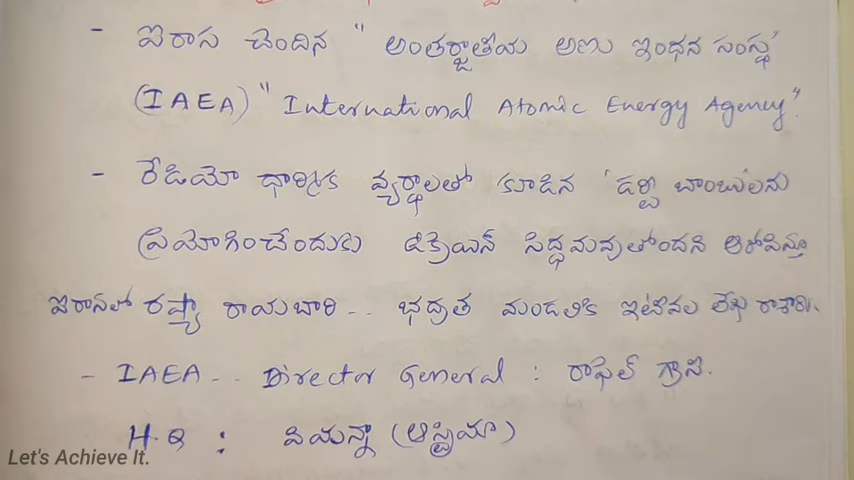 - ఐరాస చెందిన " అంతర్జాతీయ అణు ఇంధన సంస్థ"
(IAEA) "International Atomic Energy Agency".
- రేడియో ధార్మిక వ్యర్థాలతో కూడిన 'డర్టీ బాంబు'లను
ప్రయోగించేందుకు ఉక్రెయిన్ సిద్ధమవుతోందని ఆరోపిస్తూ
ఐరాసలో రష్యా రాయబారి.. భద్రత మండలికి ఇటీవల లేఖ రాశారు.
- IAEA.. Director General : రాఫెల్ గ్రాసి.
H.Q : వియన్నా (ఆస్ట్రియా)
Let's Achieve It.